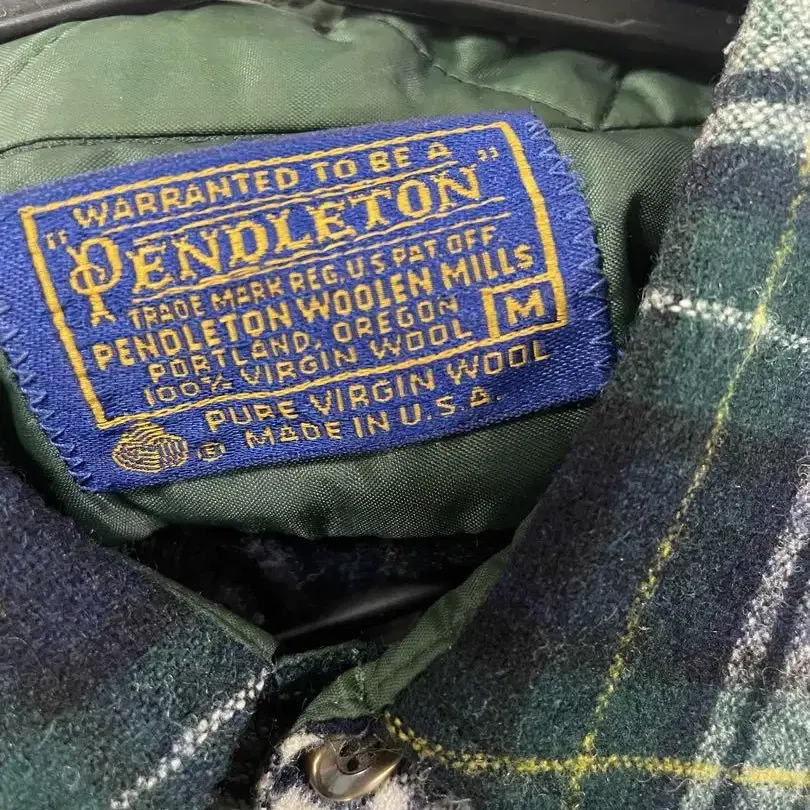 "WARRANTED TO BE A"
PENDLETON
TRADE MARK REG. U.S. PAT. OFF.
PENDLETON WOOLEN MILLS
PORTLAND, OREGON
100% VIRGIN WOOL
M
PURE VIRGIN WOOL
MADE IN U.S.A.